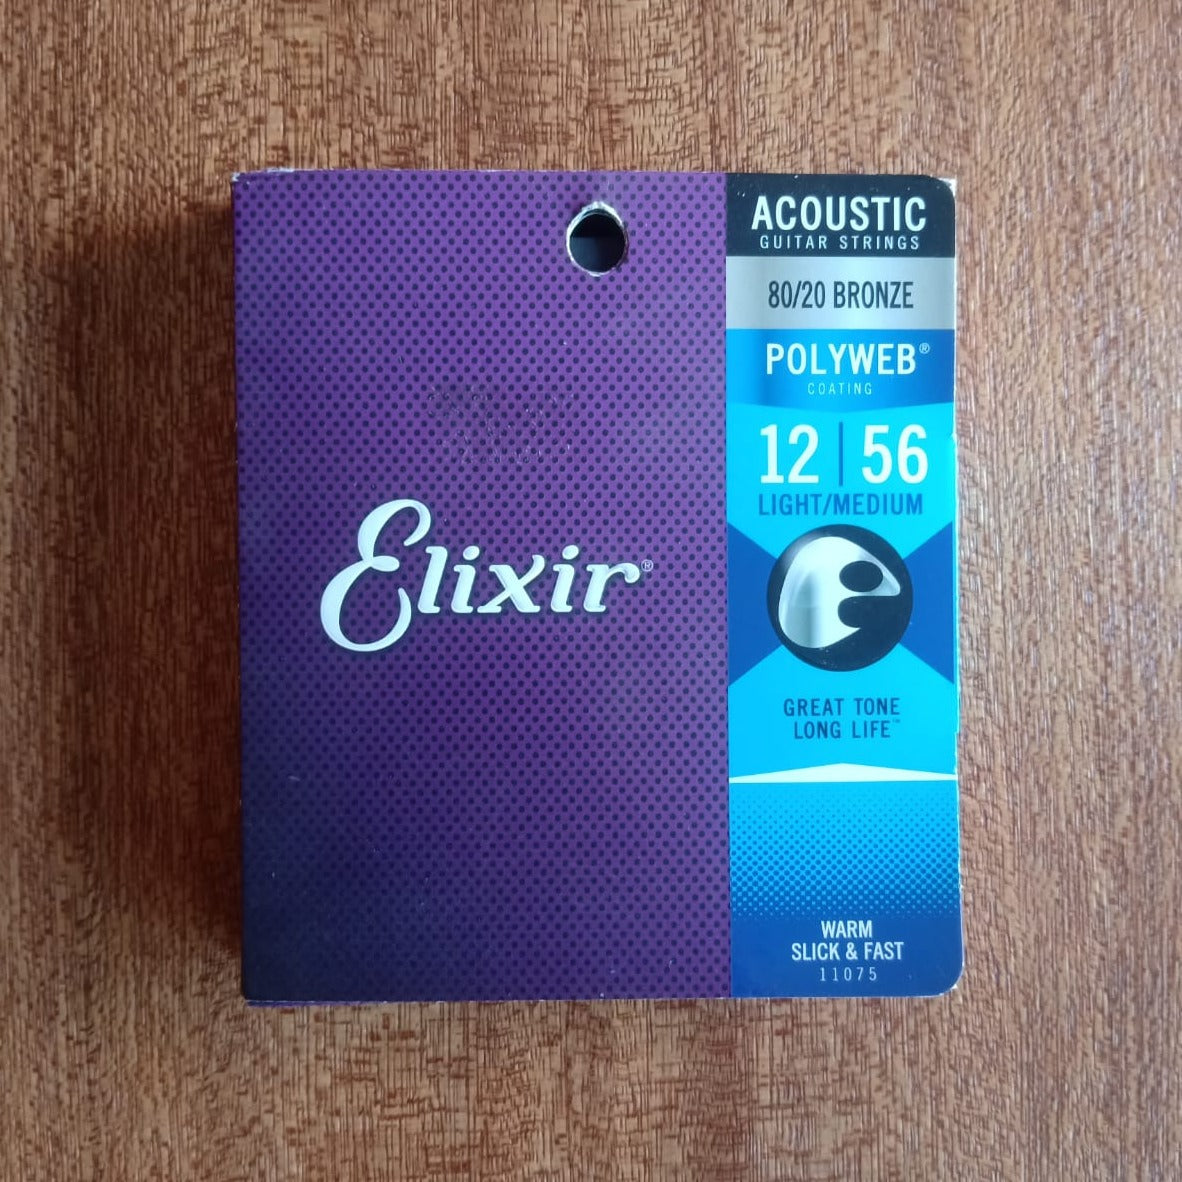 Elixir®
ACOUSTIC
GUITAR STRINGS
80/20 BRONZE
POLYWEB®
COATING
12 | 56
LIGHT/MEDIUM
GREAT TONE
LONG LIFE™
WARM
SLICK & FAST
11075